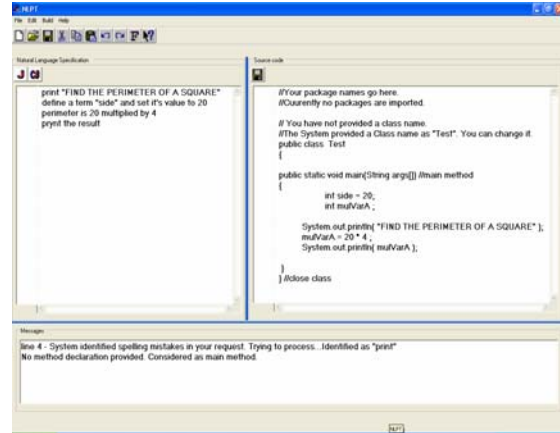 NLPT
File Edit Build Help
Natural Language Specification
J C#
print "FIND THE PERIMETER OF A SQUARE"
define a term "side" and set it's value to 20
perimeter is 20 multiplied by 4
prynt the result
Source code
//Your package names go here.
//Cuurently no packages are imported.
// You have not provided a class name.
//The System provided a Class name as "Test". You can change it.
public class Test
{
public static void main(String args[]) //main method
{
int side = 20;
int mulVarA ;
System.out.println( "FIND THE PERIMETER OF A SQUARE" );
mulVarA = 20 * 4 ;
System.out.println( mulVarA );
}
} //close class
Messages
line 4 - System identified spelling mistakes in your request. Trying to process...Identified as "print"
No method declaration provided. Considered as main method.
NLPT